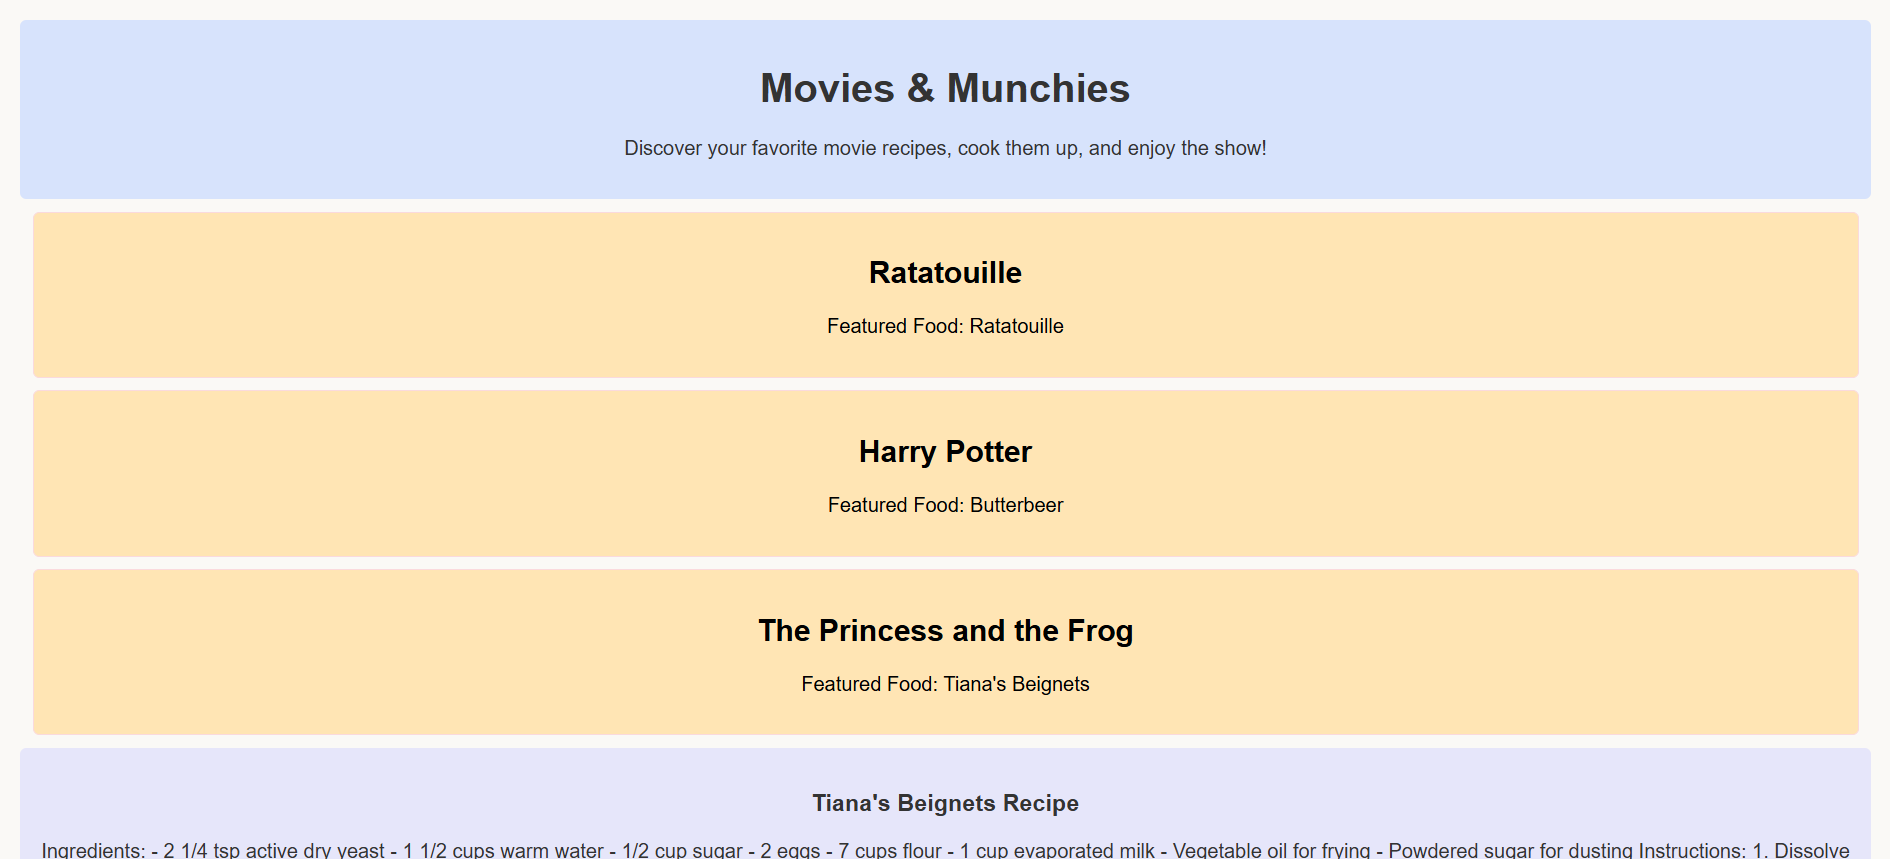 Movies & Munchies
Discover your favorite movie recipes, cook them up, and enjoy the show!
Ratatouille
Featured Food: Ratatouille
Harry Potter
Featured Food: Butterbeer
The Princess and the Frog
Featured Food: Tiana's Beignets
Tiana's Beignets Recipe
Ingredients: - 2 1/4 tsp active dry yeast - 1 1/2 cups warm water - 1/2 cup sugar - 2 eggs - 7 cups flour - 1 cup evaporated milk - Vegetable oil for frying - Powdered sugar for dusting Instructions: 1. Dissolve